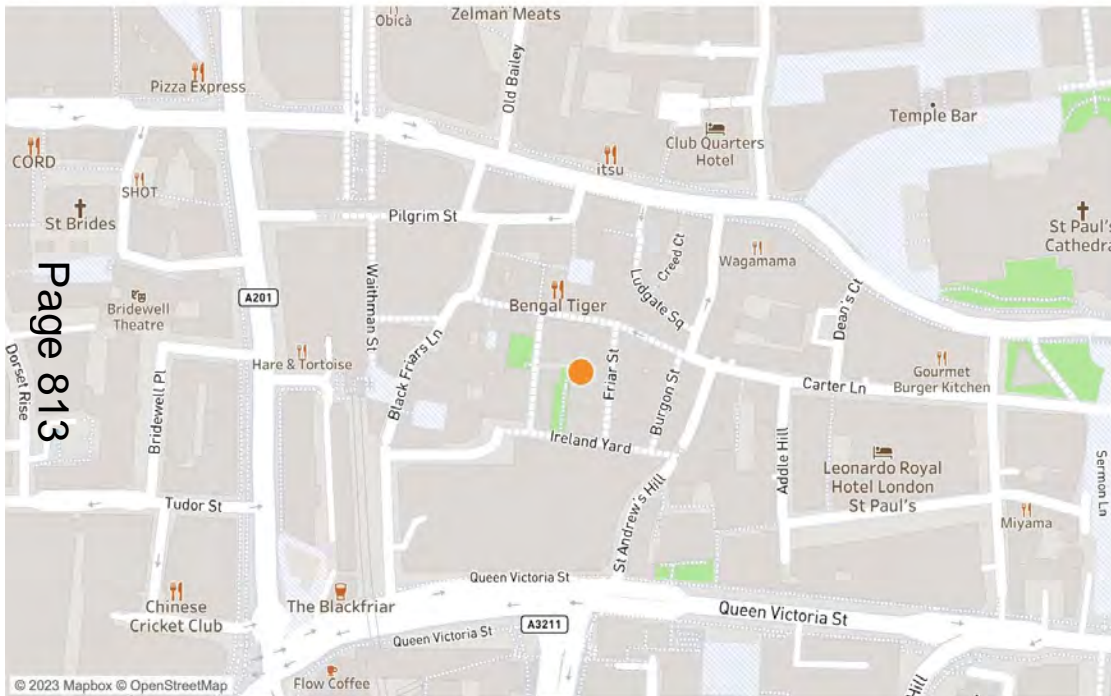 Zelman Meats
Obicà
Pizza Express
Old Bailey
Temple Bar
Club Quarters
Hotel
itsu
CORD
SHOT
St Brides
Pilgrim St
St Paul's
Cathedral
Creed Ct
Wagamama
Ludgate Sq
Page 813
A201
Bridewell
Theatre
Waithman St
Bengal Tiger
Dean's Ct
Hare & Tortoise
Black Friars Ln
Friar St
Burgon St
Gourmet
Burger Kitchen
Carter Ln
Dorset Rise
Bridewell Pl
Ireland Yard
Addle Hill
Leonardo Royal
Hotel London
St Paul's
Sermon Ln
Tudor St
St Andrew's Hill
Miyama
Queen Victoria St
Chinese
Cricket Club
The Blackfriar
Queen Victoria St
A3211
Queen Victoria St
Flow Coffee
Hill
© 2023 Mapbox © OpenStreetMap